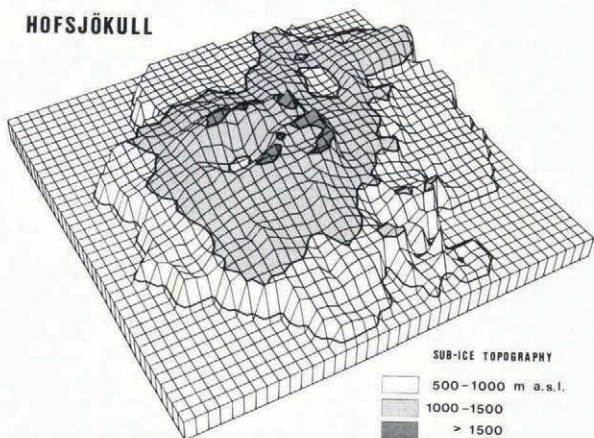 HOFSJÖKULL
SUB-ICE TOPOGRAPHY
500-1000 m a.s.l.
1000-1500
> 1500